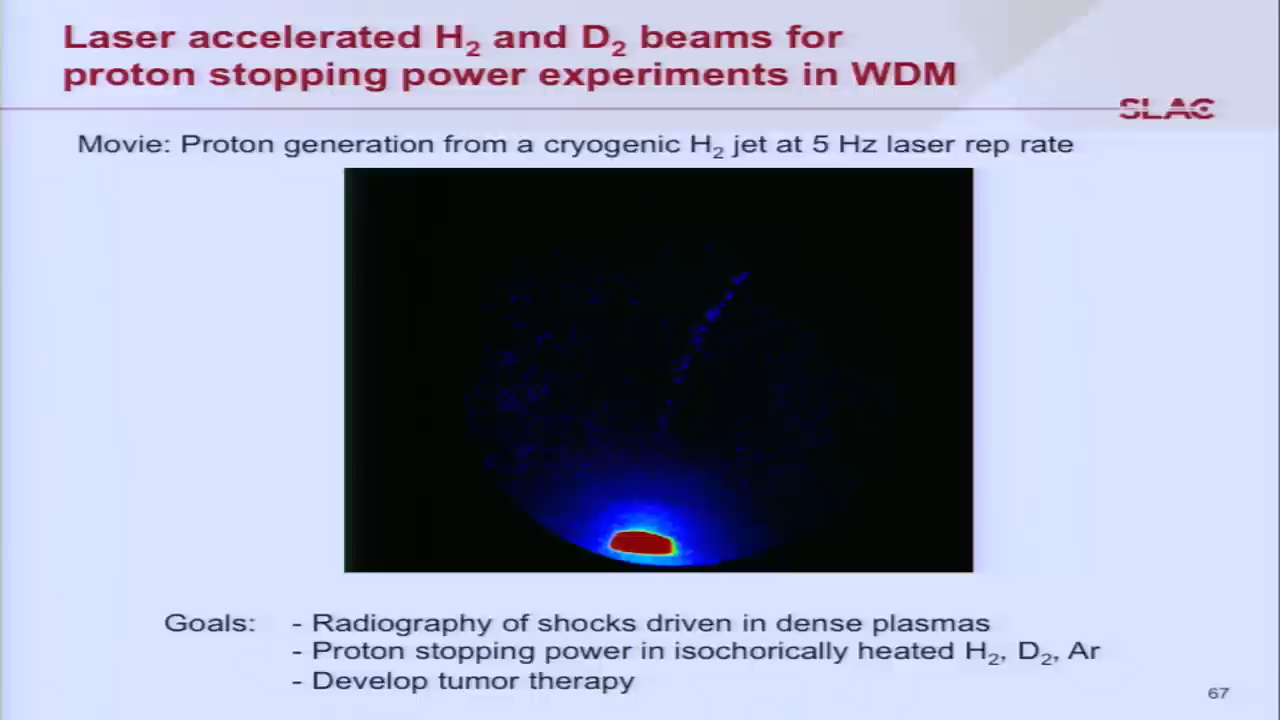 Laser accelerated H₂ and D₂ beams for
proton stopping power experiments in WDM
SLAC
Movie: Proton generation from a cryogenic H₂ jet at 5 Hz laser rep rate
Goals: - Radiography of shocks driven in dense plasmas
- Proton stopping power in isochorically heated H₂, D₂, Ar
- Develop tumor therapy
67